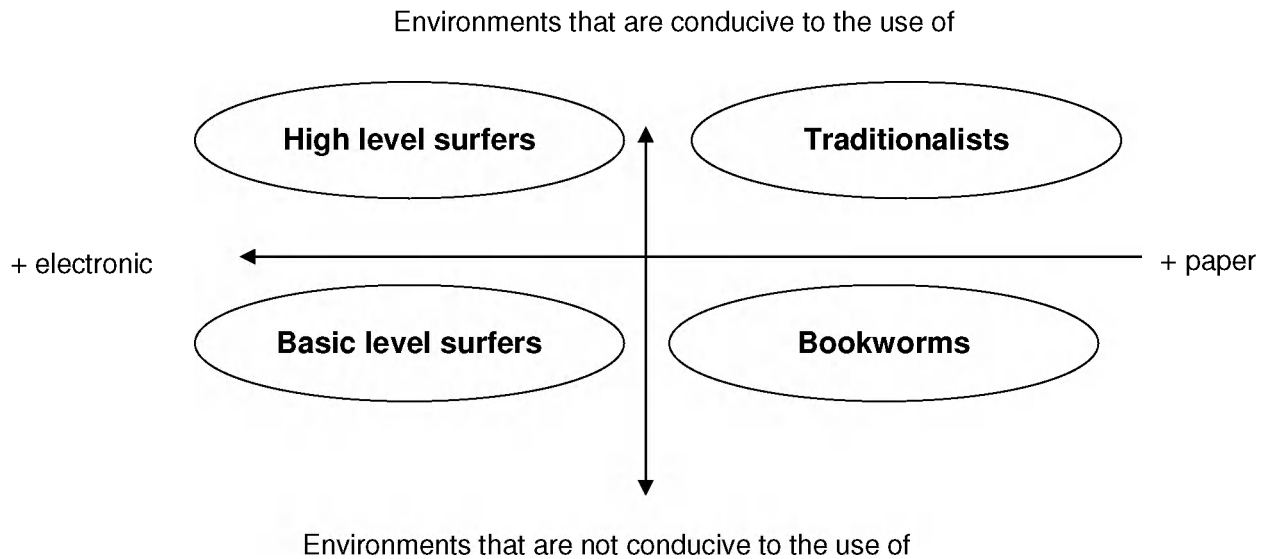 Environments that are conducive to the use of
High level surfers
Traditionalists
+ electronic
+ paper
Basic level surfers
Bookworms
Environments that are not conducive to the use of